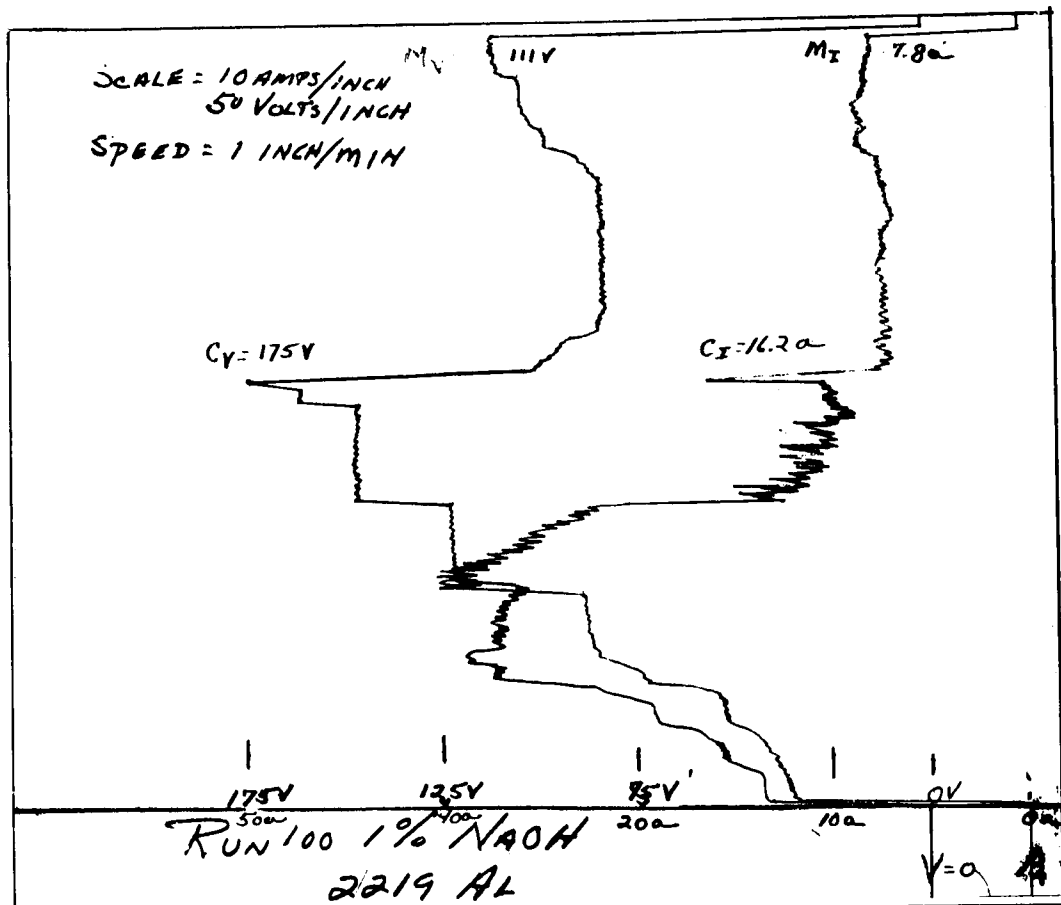 MV 111V MI 7.8a
SCALE = 10 AMPS/INCH
50 VOLTS/INCH
SPEED = 1 INCH/MIN
CV = 175V CI = 16.2a
175V 125V 75V 0V
50a 40a 20a 10a 0a
RUN 100 1% NAOH
V=0
2219 AL